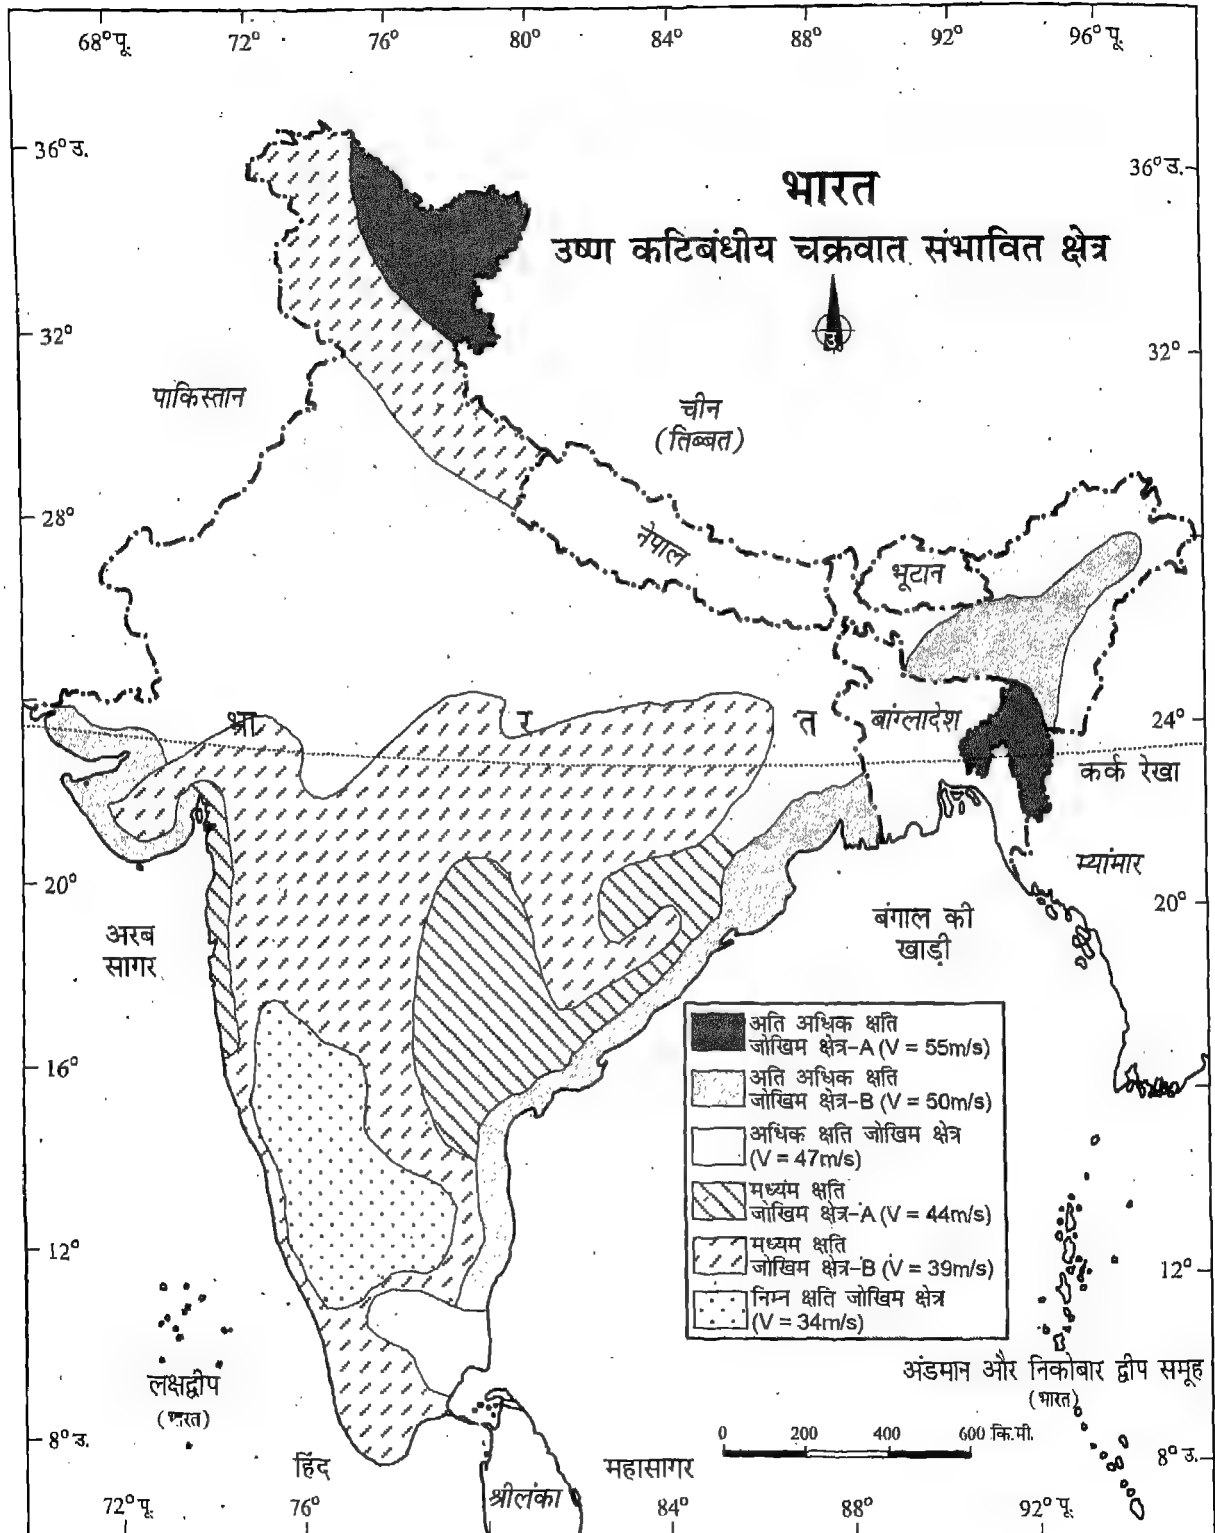 68° पू.
72°
76°
80°
84°
88°
92°
96° पू.
36° उ.
36° उ.
भारत
उष्ण कटिबंधीय चक्रवात संभावित क्षेत्र
उ
32°
32°
पाकिस्तान
चीन
(तिब्बत)
28°
नेपाल
भूटान
भा
र
त
बांग्लादेश
24°
कर्क रेखा
म्यांमार
20°
20°
अरब
सागर
बंगाल की
खाड़ी
अति अधिक क्षति
जोखिम क्षेत्र-A (V = 55m/s)
अति अधिक क्षति
जोखिम क्षेत्र-B (V = 50m/s)
अधिक क्षति जोखिम क्षेत्र
(V = 47m/s)
मध्यम क्षति
जोखिम क्षेत्र-A (V = 44m/s)
मध्यम क्षति
जोखिम क्षेत्र-B (V = 39m/s)
निम्न क्षति जोखिम क्षेत्र
(V = 34m/s)
16°
12°
12°
लक्षद्वीप
(भारत)
अंडमान और निकोबार द्वीप समूह
(भारत)
0 200 400 600 कि.मी.
8° उ.
8° उ.
हिंद
महासागर
श्रीलंका
72° पू.
76°
84°
88°
92° पू.